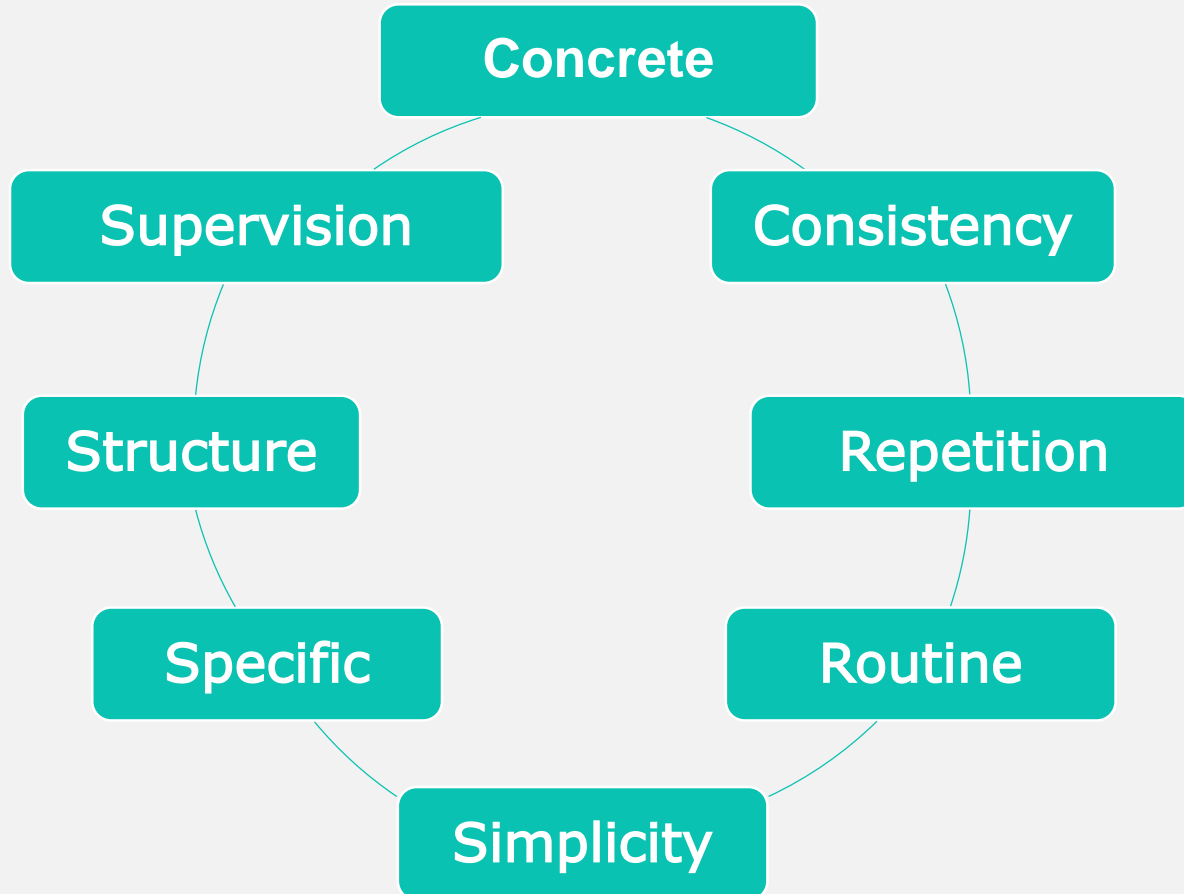 Concrete
Consistency
Repetition
Routine
Simplicity
Specific
Structure
Supervision